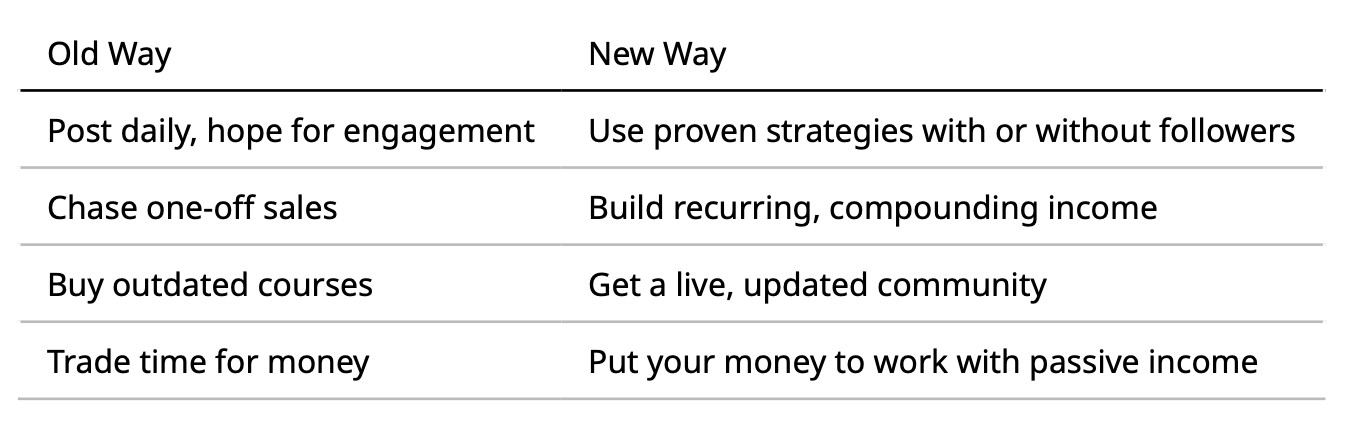 Old Way New Way
Post daily, hope for engagement Use proven strategies with or without followers
Chase one-off sales Build recurring, compounding income
Buy outdated courses Get a live, updated community
Trade time for money Put your money to work with passive income